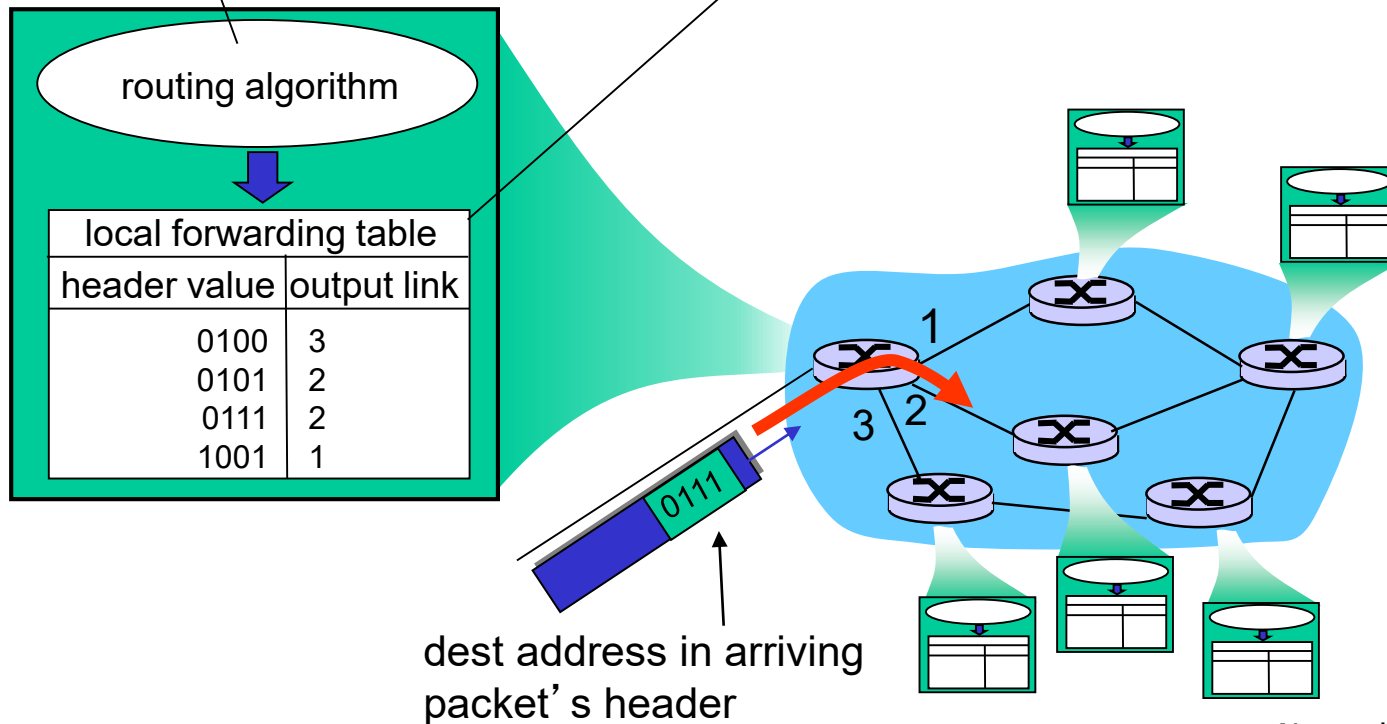 routing algorithm
local forwarding table
header value output link
0100 3
0101 2
0111 2
1001 1
1
2
3
0111
dest address in arriving
packet’s header